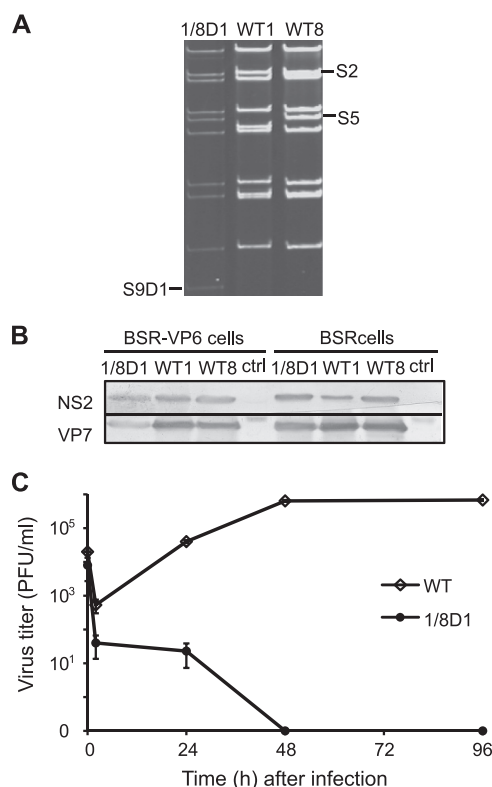 A
1/8D1 WT1 WT8
S2
S5
S9D1
B
BSR-VP6 cells BSRcells
1/8D1 WT1 WT8 ctrl 1/8D1 WT1 WT8 ctrl
NS2
VP7
C
Virus titer (PFU/ml)
10⁵
10³
10¹
0
WT
1/8D1
0 24 48 72 96
Time (h) after infection